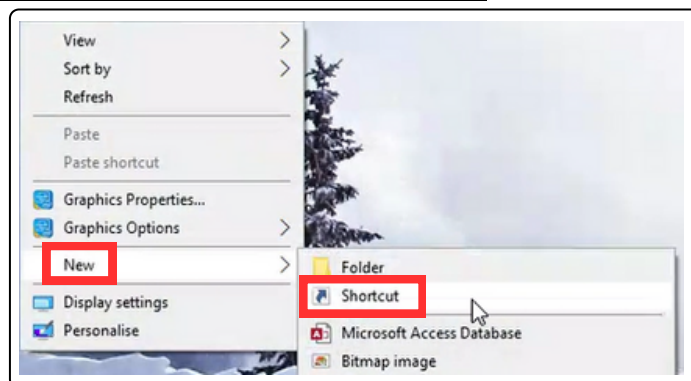 View
Sort by
Refresh
Paste
Paste shortcut
Graphics Properties...
Graphics Options
New
Display settings
Personalise
Folder
Shortcut
Microsoft Access Database
Bitmap image